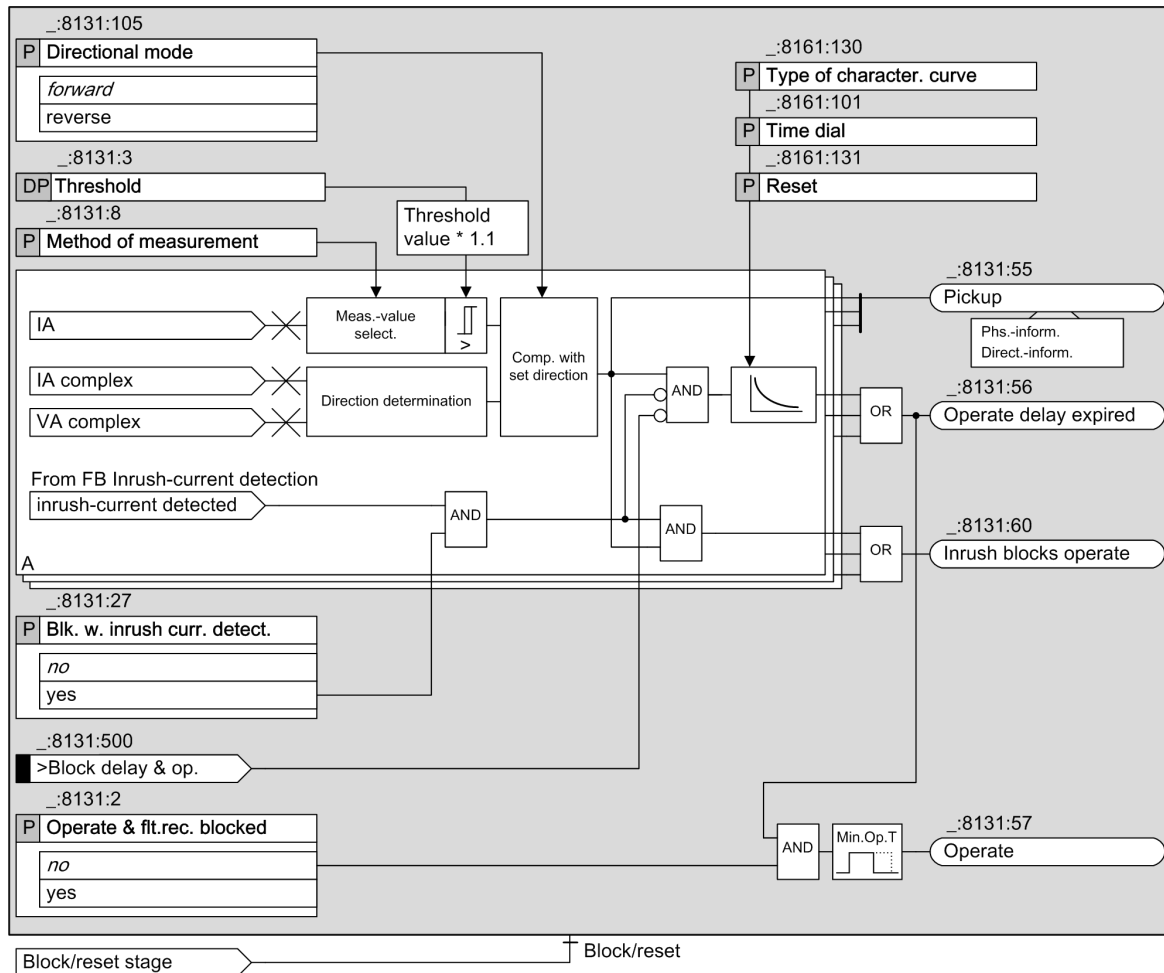 _:8131:105
P Directional mode
forward
reverse
_:8131:3
DP Threshold
_:8131:8
P Method of measurement
Threshold
value * 1.1
_:8161:130
P Type of character. curve
_:8161:101
P Time dial
_:8161:131
P Reset
IA
Meas.-value
select.
>
IA complex
VA complex
Direction determination
Comp. with
set direction
AND
From FB Inrush-current detection
inrush-current detected
AND
AND
A
OR
OR
_:8131:55
Pickup
Phs.-inform.
Direct.-inform.
_:8131:56
Operate delay expired
_:8131:60
Inrush blocks operate
_:8131:27
P Blk. w. inrush curr. detect.
no
yes
_:8131:500
>Block delay & op.
_:8131:2
P Operate & flt.rec. blocked
no
yes
AND
Min.Op.T
_:8131:57
Operate
Block/reset
Block/reset stage